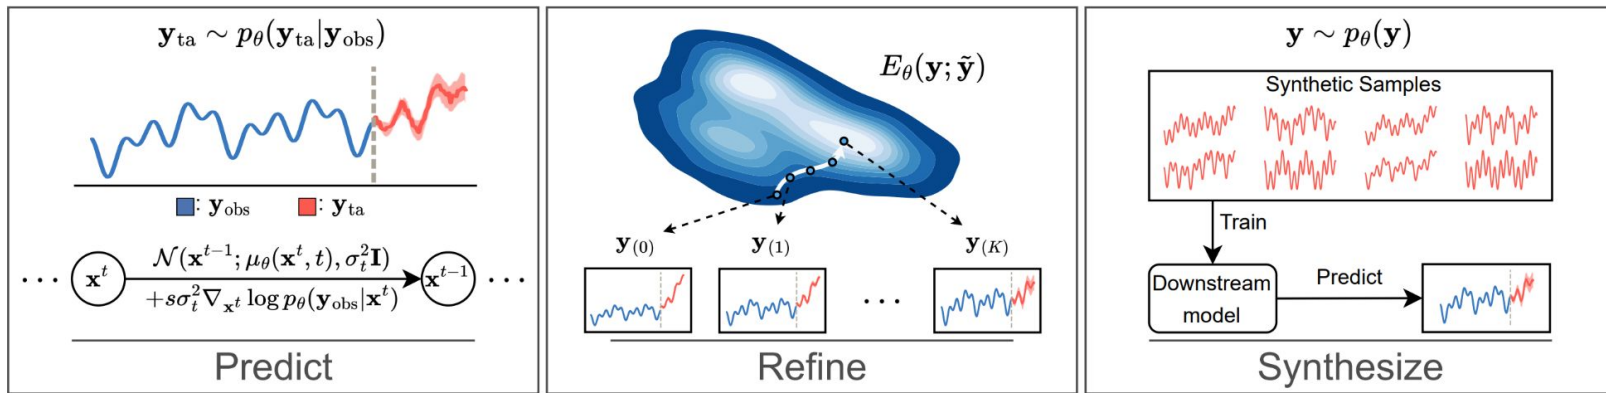 𝐲_ta ∼ p_θ(𝐲_ta|𝐲_obs)
: 𝐲_obs : 𝐲_ta
𝒩(𝐱^{t−1}; μ_θ(𝐱^t, t), σ_t^2 𝐈)
··· 𝐱^t 𝐱^{t−1} ···
+sσ_t^2 ∇_{𝐱^t} log p_θ(𝐲_obs|𝐱^t)
Predict
E_θ(𝐲; 𝐲̃)
𝐲_(0) 𝐲_(1) 𝐲_(K)
···
Refine
𝐲 ∼ p_θ(𝐲)
Synthetic Samples
Train
Downstream
model
Predict
Synthesize